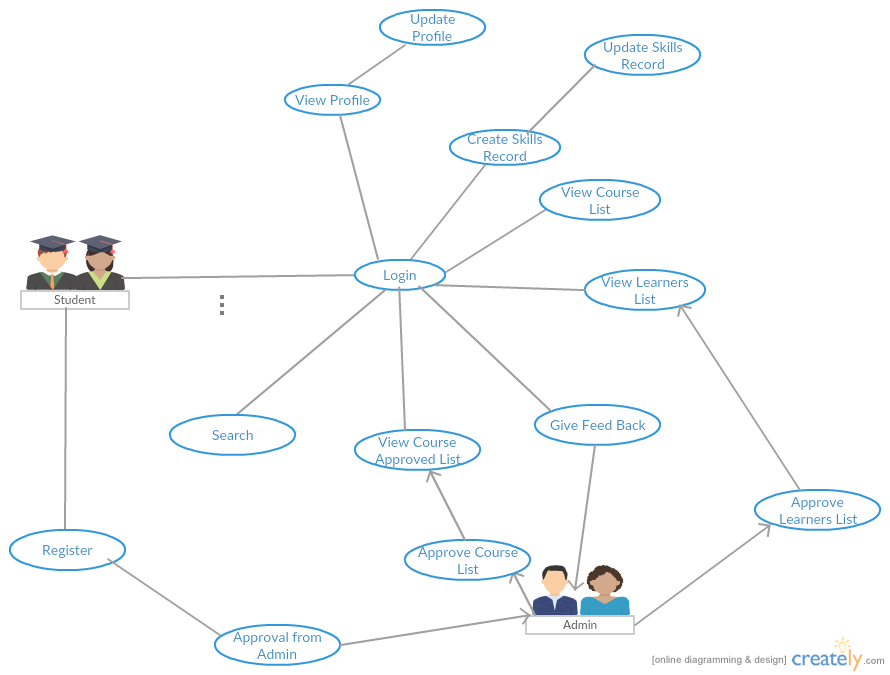 Update
Profile
Update Skills
Record
View Profile
Create Skills
Record
View Course
List
Login
View Learners
List
Student
Search
View Course
Approved List
Give Feed Back
Approve
Learners List
Register
Approve Course
List
Approval from
Admin
Admin
[online diagramming & design] creately.com